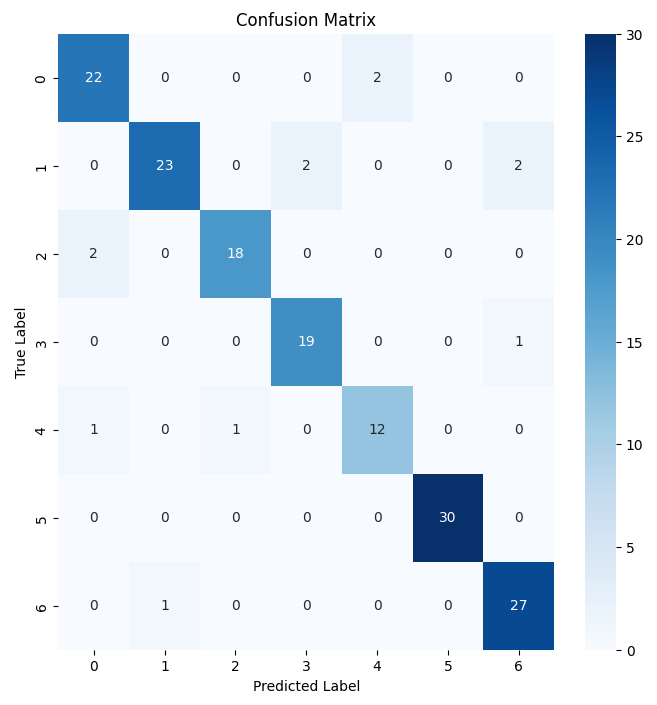 Confusion Matrix
0 22 0 0 0 2 0 0
1 0 23 0 2 0 0 2
2 2 0 18 0 0 0 0
3 0 0 0 19 0 0 1
4 1 0 1 0 12 0 0
5 0 0 0 0 0 30 0
6 0 1 0 0 0 0 27
0 1 2 3 4 5 6
Predicted Label
True Label
30
25
20
15
10
5
0